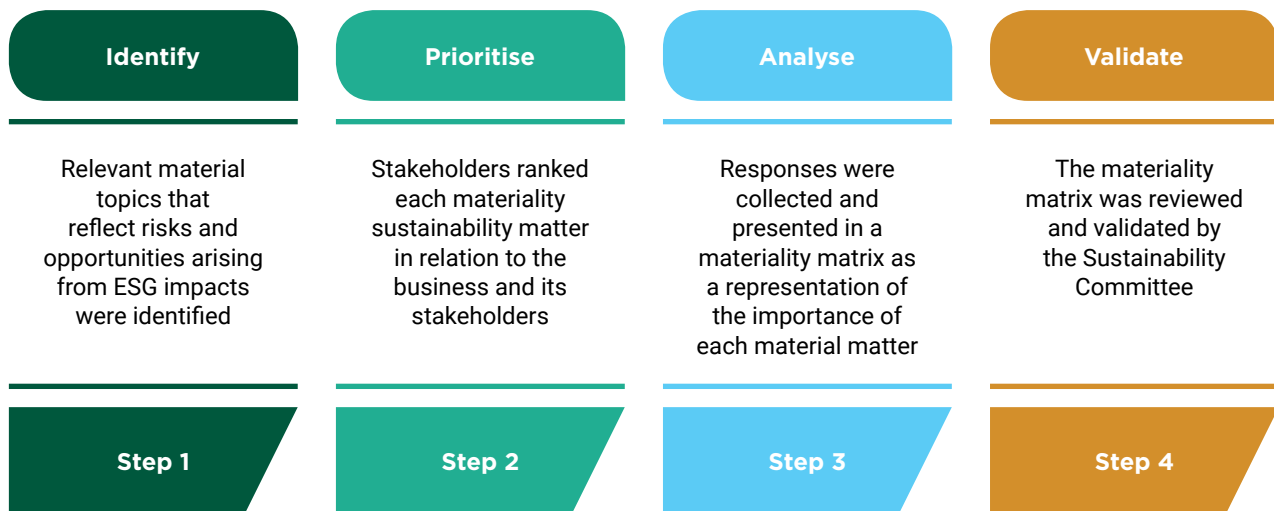 Identify
Relevant material
topics that
reflect risks and
opportunities arising
from ESG impacts
were identified
Step 1
Prioritise
Stakeholders ranked
each materiality
sustainability matter
in relation to the
business and its
stakeholders
Step 2
Analyse
Responses were
collected and
presented in a
materiality matrix as
a representation of
the importance of
each material matter
Step 3
Validate
The materiality
matrix was reviewed
and validated by
the Sustainability
Committee
Step 4